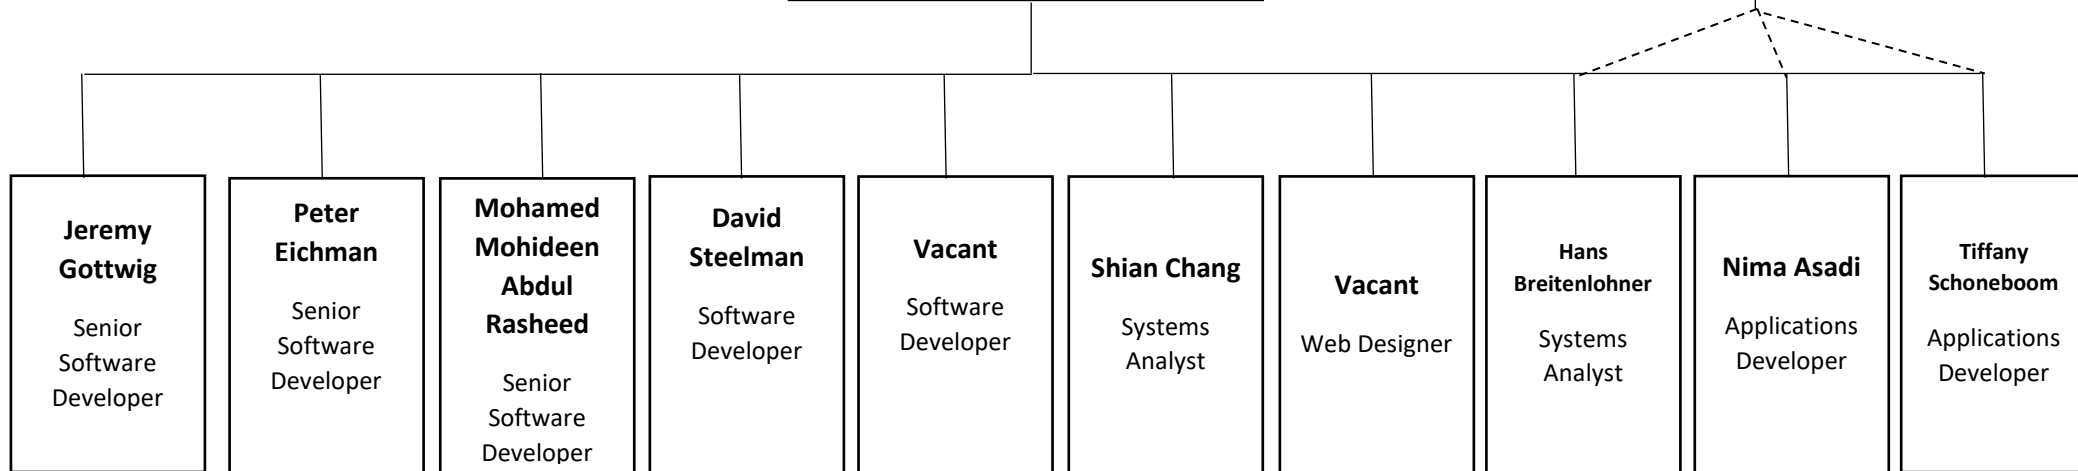 Jeremy
Gottwig
Senior
Software
Developer
Peter
Eichman
Senior
Software
Developer
Mohamed
Mohideen
Abdul
Rasheed
Senior
Software
Developer
David
Steelman
Software
Developer
Vacant
Software
Developer
Shian Chang
Systems
Analyst
Vacant
Web Designer
Hans
Breitenlohner
Systems
Analyst
Nima Asadi
Applications
Developer
Tiffany
Schoneboom
Applications
Developer